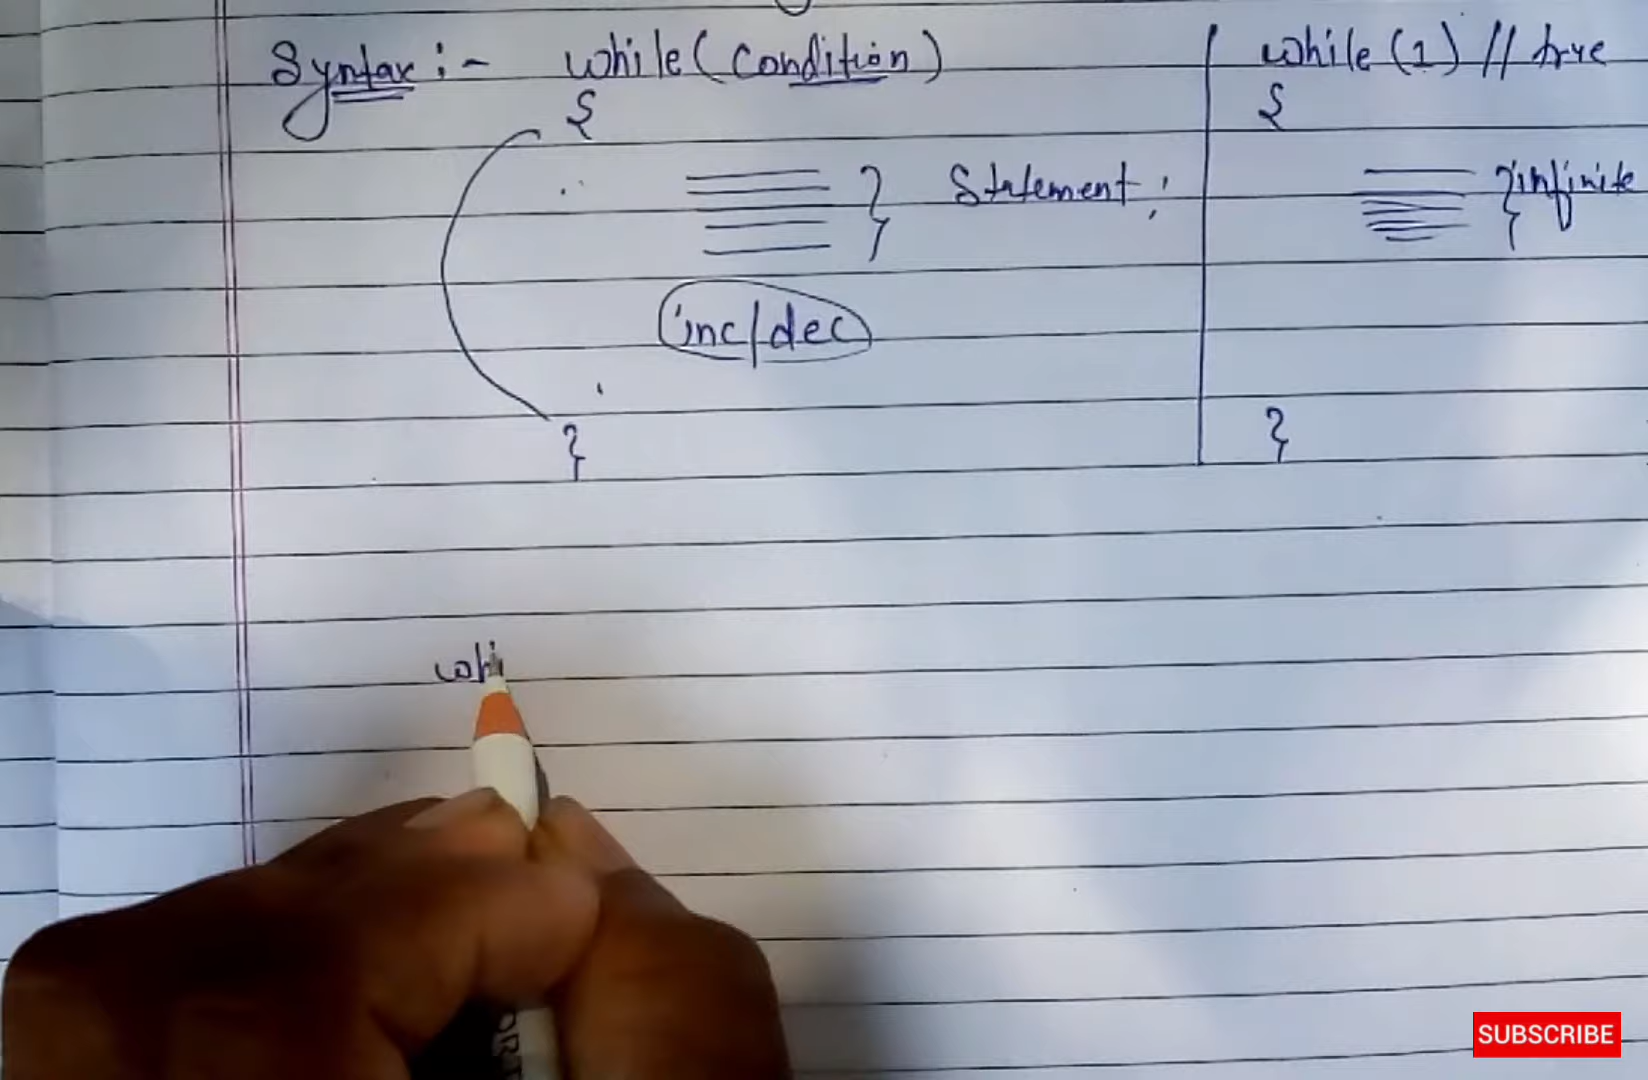 Syntax :- while (Condition)
{
} Statement ;
inc/dec
}
while (1) // true
{
} infinite
}
whi
SUBSCRIBE